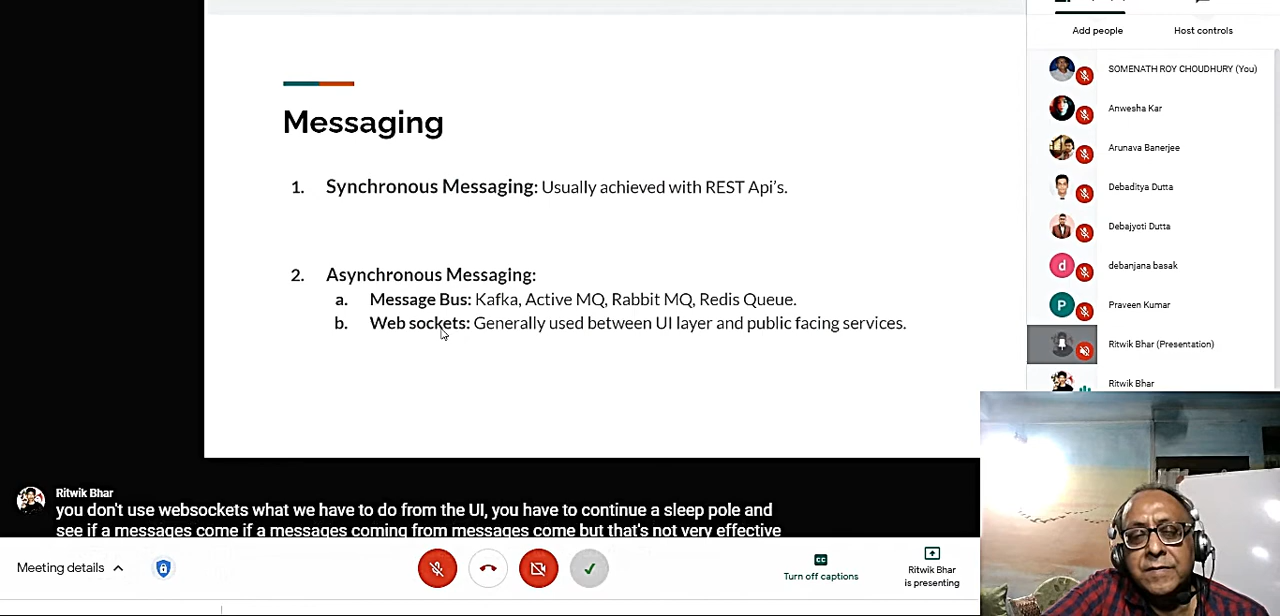 Messaging
1. Synchronous Messaging: Usually achieved with REST Api's.
2. Asynchronous Messaging:
a. Message Bus: Kafka, Active MQ, Rabbit MQ, Redis Queue.
b. Web sockets: Generally used between UI layer and public facing services.
Add people
Host controls
SOMENATH ROY CHOUDHURY (You)
Anwesha Kar
Arunava Banerjee
Debaditya Dutta
Debajyoti Dutta
d
debanjana basak
P
Praveen Kumar
Ritwik Bhar (Presentation)
Ritwik Bhar
Ritwik Bhar
you don't use websockets what we have to do from the UI, you have to continue a sleep pole and
see if a messages come if a messages coming from messages come but that's not very effective
Meeting details
CC
Turn off captions
Ritwik Bhar
is presenting